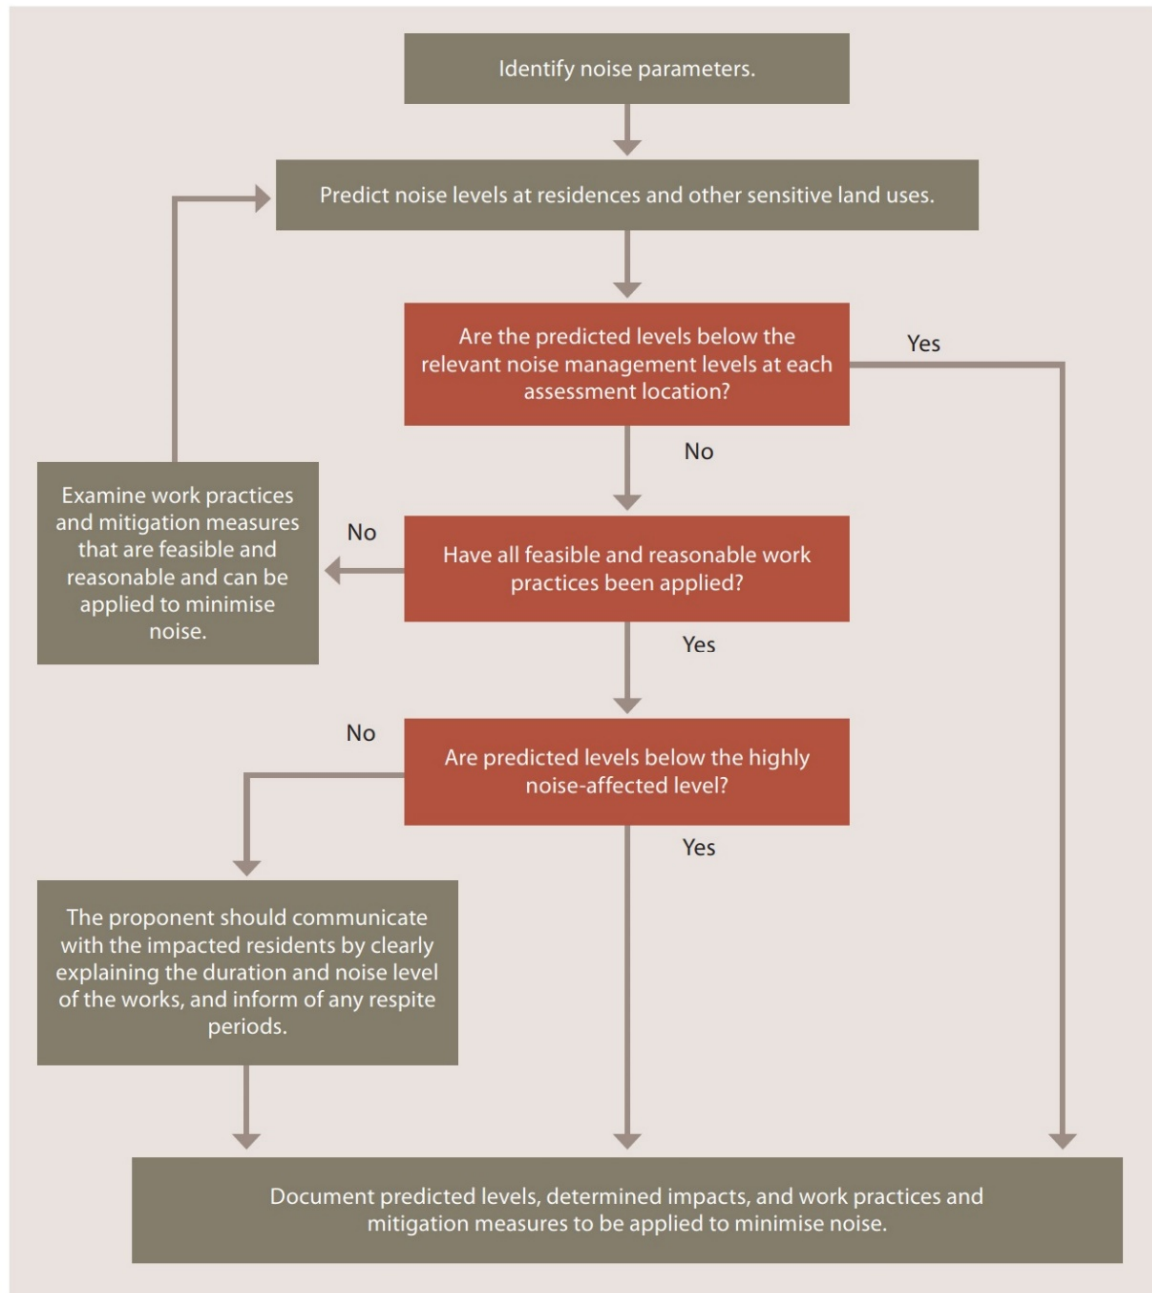 Identify noise parameters.
Predict noise levels at residences and other sensitive land uses.
Are the predicted levels below the
relevant noise management levels at each
assessment location?
Yes
No
Examine work practices
and mitigation measures
that are feasible and
reasonable and can be
applied to minimise
noise.
No
Have all feasible and reasonable work
practices been applied?
Yes
No
Are predicted levels below the highly
noise-affected level?
Yes
The proponent should communicate
with the impacted residents by clearly
explaining the duration and noise level
of the works, and inform of any respite
periods.
Document predicted levels, determined impacts, and work practices and
mitigation measures to be applied to minimise noise.